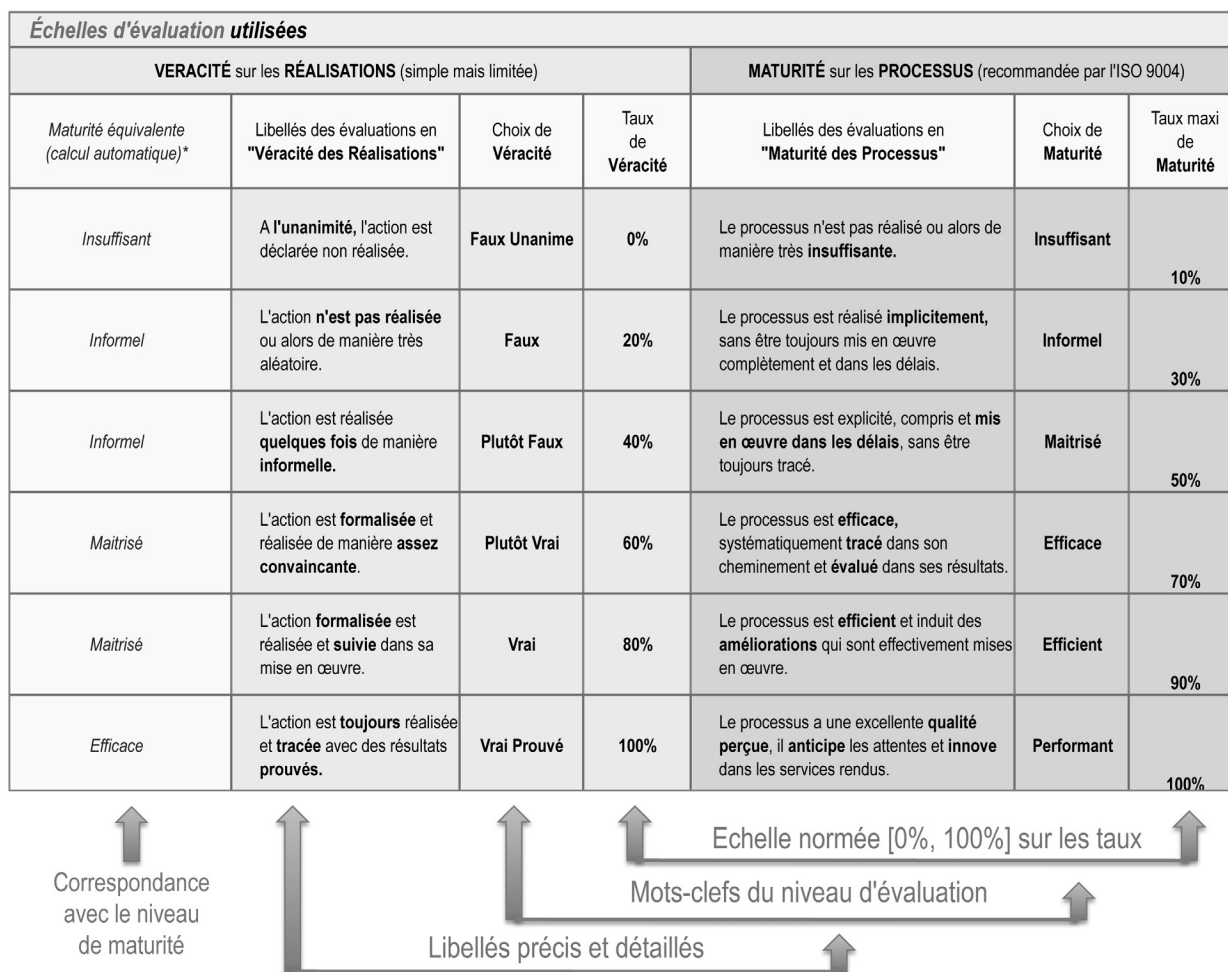 Échelles d'évaluation utilisées
VERACITÉ sur les RÉALISATIONS (simple mais limitée)
MATURITÉ sur les PROCESSUS (recommandée par l'ISO 9004)
Maturité équivalente
(calcul automatique)*
Libellés des évaluations en
"Véracité des Réalisations"
Choix de
Véracité
Taux
de
Véracité
Libellés des évaluations en
"Maturité des Processus"
Choix de
Maturité
Taux maxi
de
Maturité
Insuffisant
A l'unanimité, l'action est
déclarée non réalisée.
Faux Unanime
0%
Le processus n'est pas réalisé ou alors de
manière très insuffisante.
Insuffisant
10%
Informel
L'action n'est pas réalisée
ou alors de manière très
aléatoire.
Faux
20%
Le processus est réalisé implicitement,
sans être toujours mis en œuvre
complètement et dans les délais.
Informel
30%
Informel
L'action est réalisée
quelques fois de manière
informelle.
Plutôt Faux
40%
Le processus est explicité, compris et mis
en œuvre dans les délais, sans être
toujours tracé.
Maitrisé
50%
Maitrisé
L'action est formalisée et
réalisée de manière assez
convaincante.
Plutôt Vrai
60%
Le processus est efficace,
systématiquement tracé dans son
cheminement et évalué dans ses résultats.
Efficace
70%
Maitrisé
L'action formalisée est
réalisée et suivie dans sa
mise en œuvre.
Vrai
80%
Le processus est efficient et induit des
améliorations qui sont effectivement mises
en œuvre.
Efficient
90%
Efficace
L'action est toujours réalisée
et tracée avec des résultats
prouvés.
Vrai Prouvé
100%
Le processus a une excellente qualité
perçue, il anticipe les attentes et innove
dans les services rendus.
Performant
100%
Echelle normée [0%, 100%] sur les taux
Mots-clefs du niveau d'évaluation
Libellés précis et détaillés
Correspondance
avec le niveau
de maturité